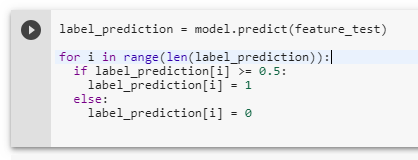 label_prediction = model.predict(feature_test)
for i in range(len(label_prediction)):
  if label_prediction[i] >= 0.5:
    label_prediction[i] = 1
  else:
    label_prediction[i] = 0